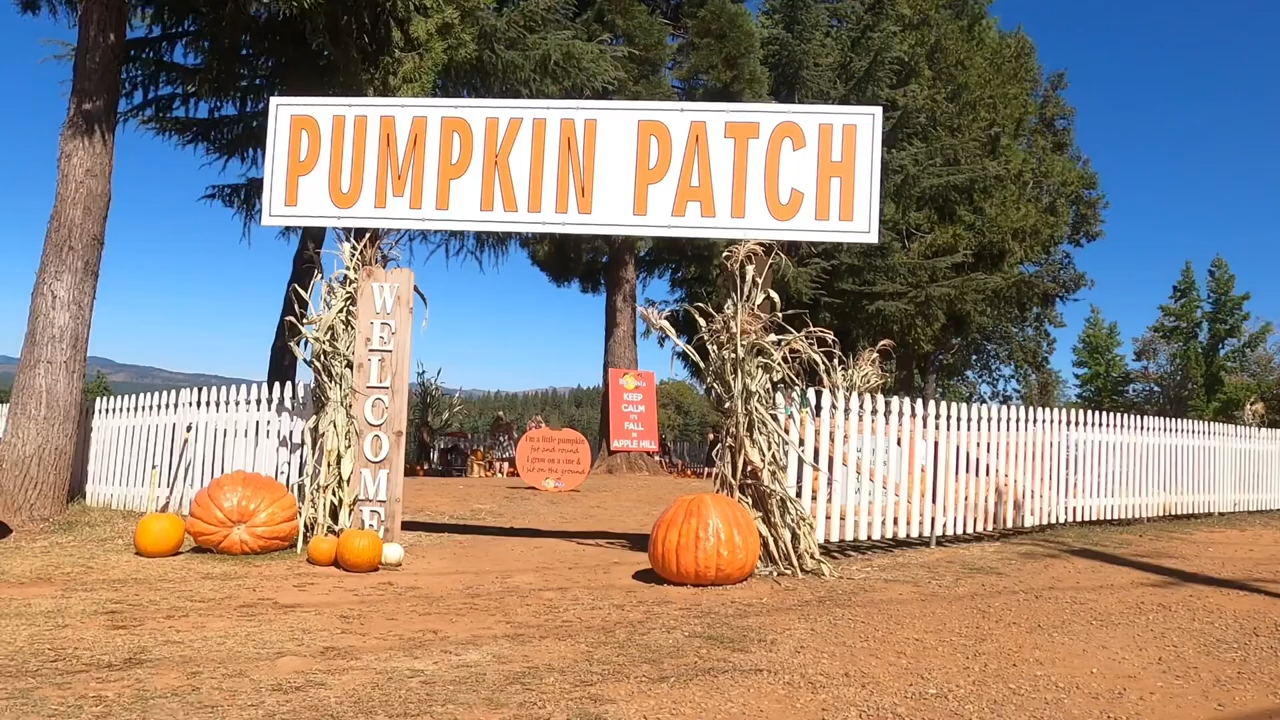 PUMPKIN PATCH
WELCOME
KEEP
CALM
IT'S
FALL
IN
APPLE HILL
I'm a little pumpkin
fat and round
I grow on a vine &
I sit on the ground